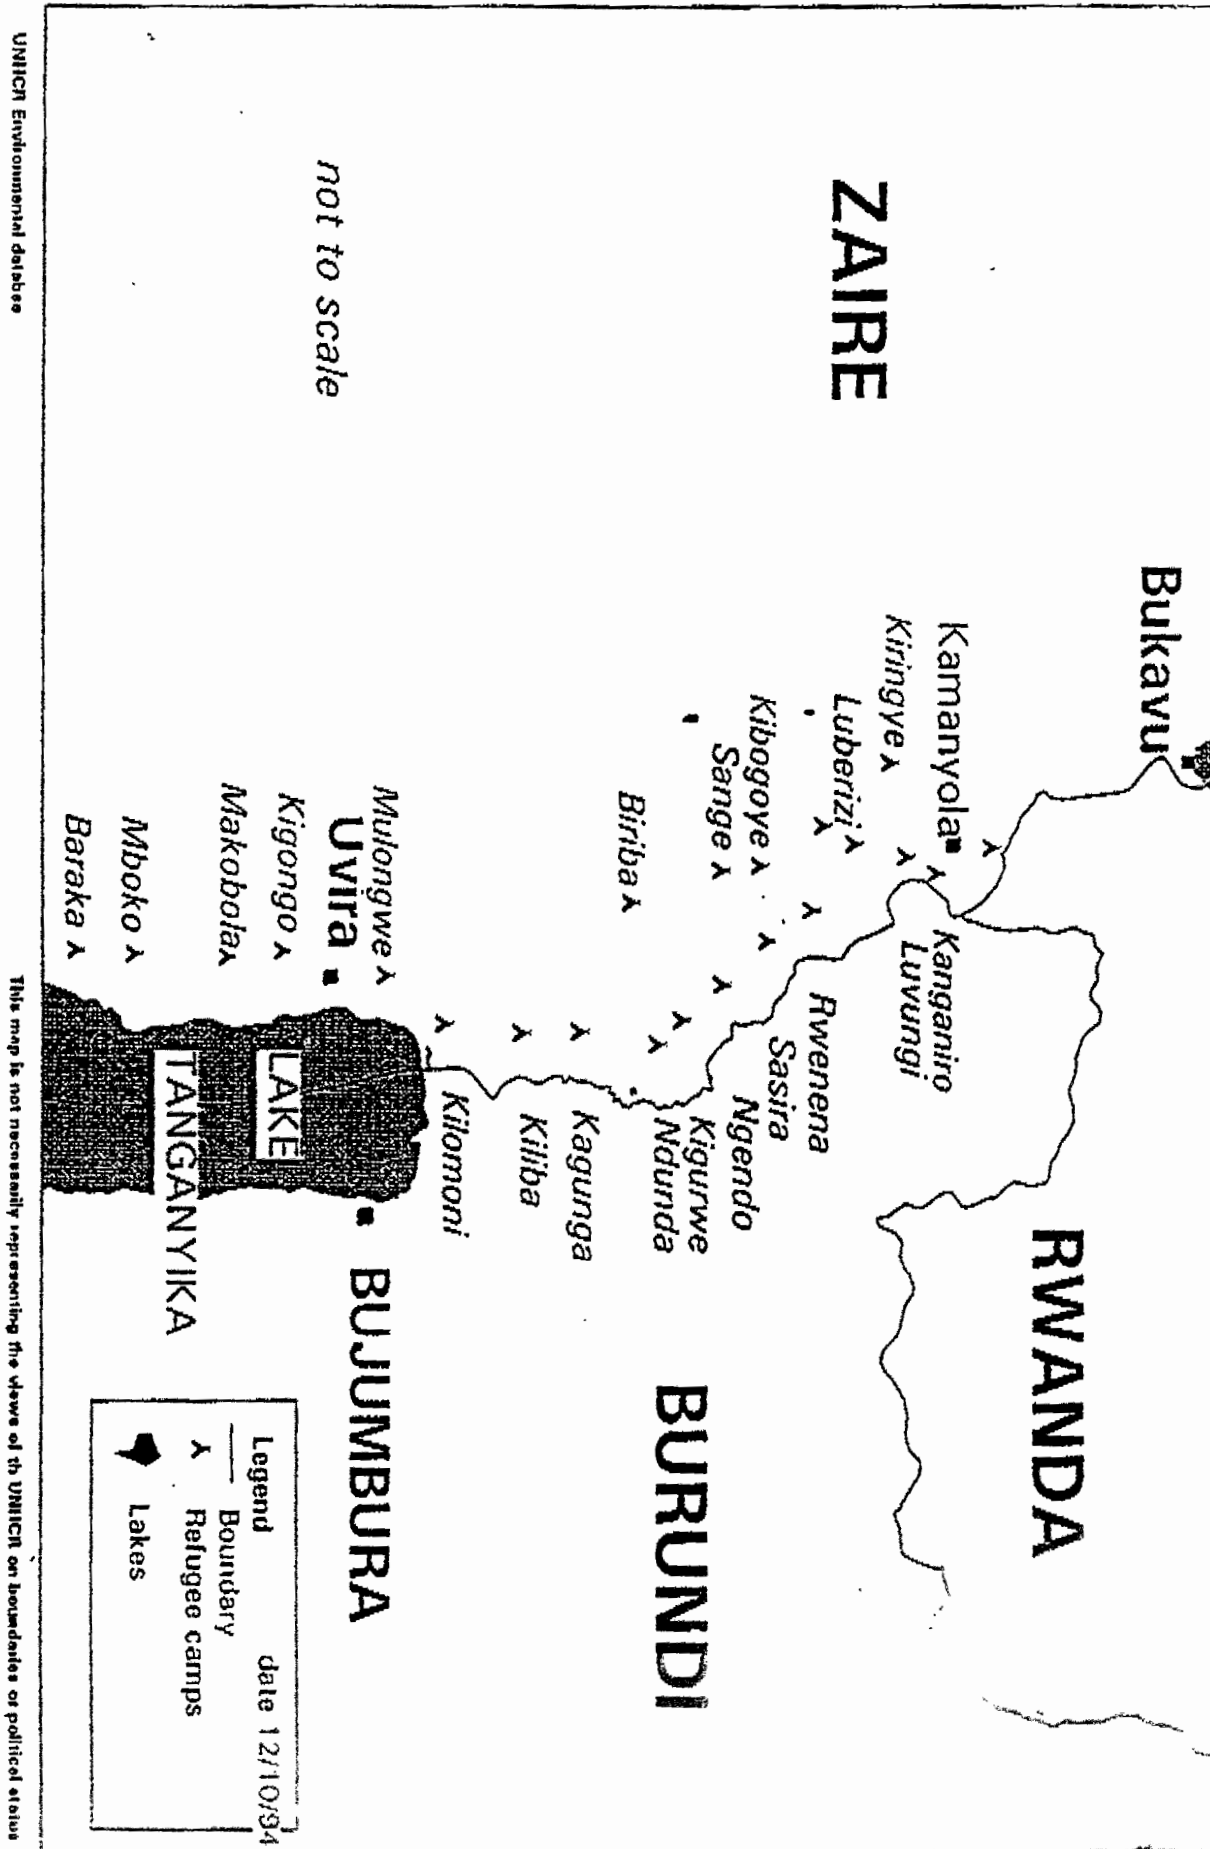 Bukavu
ZAIRE
RWANDA
Kamanyola
Kiringye
Kanganiro
Luvungi
Luberizi
Rwenena
Kibogoye
Sasira
Sange
Ngendo
BURUNDI
Kigurwe
Ndunda
Biriba
Kagunga
Kiliba
Kilomoni
Mulongwe
Uvira
BUJUMBURA
not to scale
Kigongo
LAKE
Makobola
TANGANYIKA
Mboko
Baraka
Legend date 12/10/94
Boundary
Refugee camps
Lakes
UNHCR Environmental databse
This map is not necessarily representing the views of th UNHCR on boundaries or political status